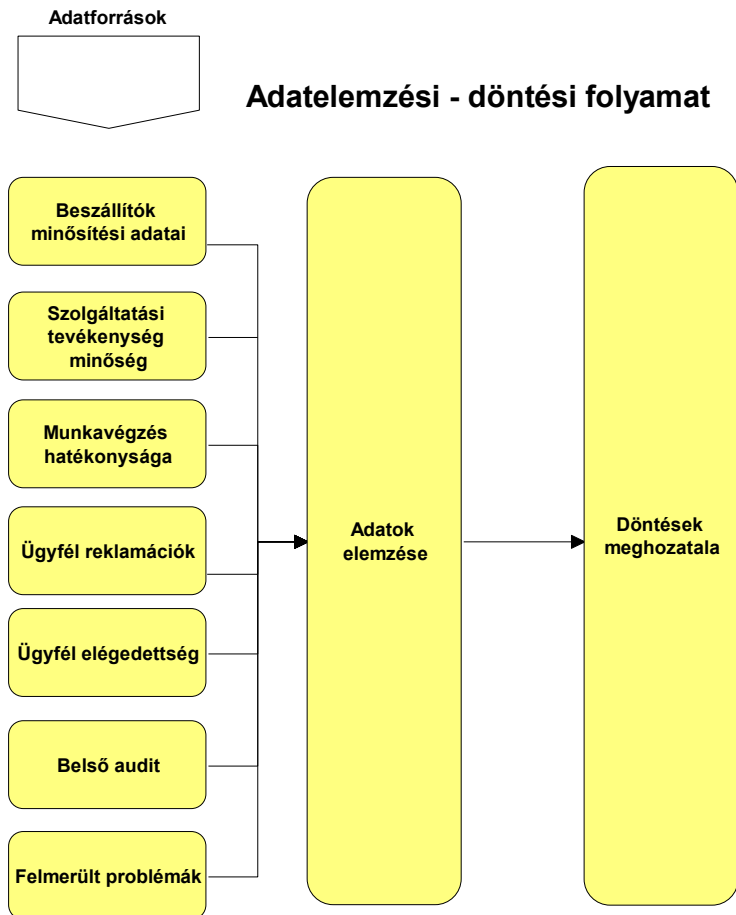 Adatforrások
Adatelemzési - döntési folyamat
Beszállítók
minősítési adatai
Szolgáltatási
tevékenység
minőség
Munkavégzés
hatékonysága
Ügyfél reklamációk
Ügyfél elégedettség
Belső audit
Felmerült problémák
Adatok
elemzése
Döntések
meghozatala